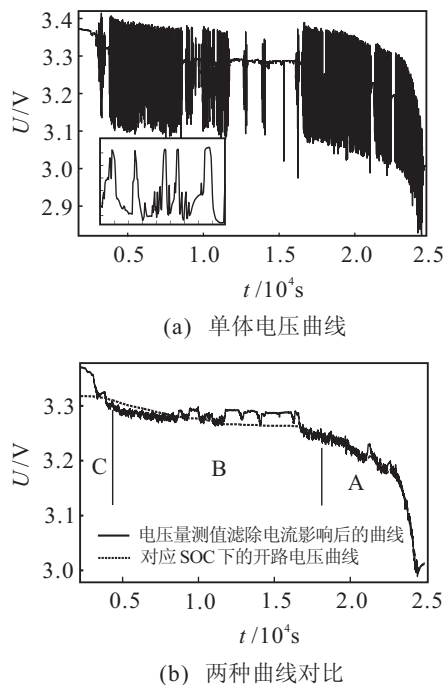 3.4
3.3
3.2
3.1
3.0
2.9
U/V
0.5 1.0 1.5 2.0 2.5
t /10⁴s
(a) 单体电压曲线
3.3
3.2
3.0
U/V
C B A
电压量测值滤除电流影响后的曲线
对应SOC下的开路电压曲线
0.5 1.0 1.5 2.0 2.5
t /10⁴s
(b) 两种曲线对比